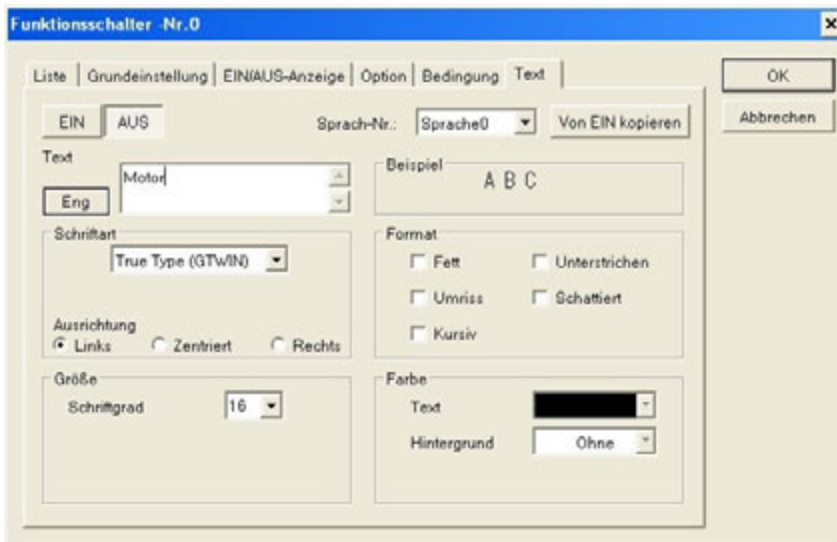 Funktionsschalter -Nr.0
Liste Grundeinstellung EIN/AUS-Anzeige Option Bedingung Text
OK
Abbrechen
EIN AUS Sprach-Nr.: Sprache0 Von EIN kopieren
Text
Motor
Eng
Beispiel
A B C
Schriftart
True Type (GTWIN)
Ausrichtung
Links Zentriert Rechts
Format
Fett Unterstrichen
Umriss Schattiert
Kursiv
Größe
Schriftgrad 16
Farbe
Text
Hintergrund Ohne